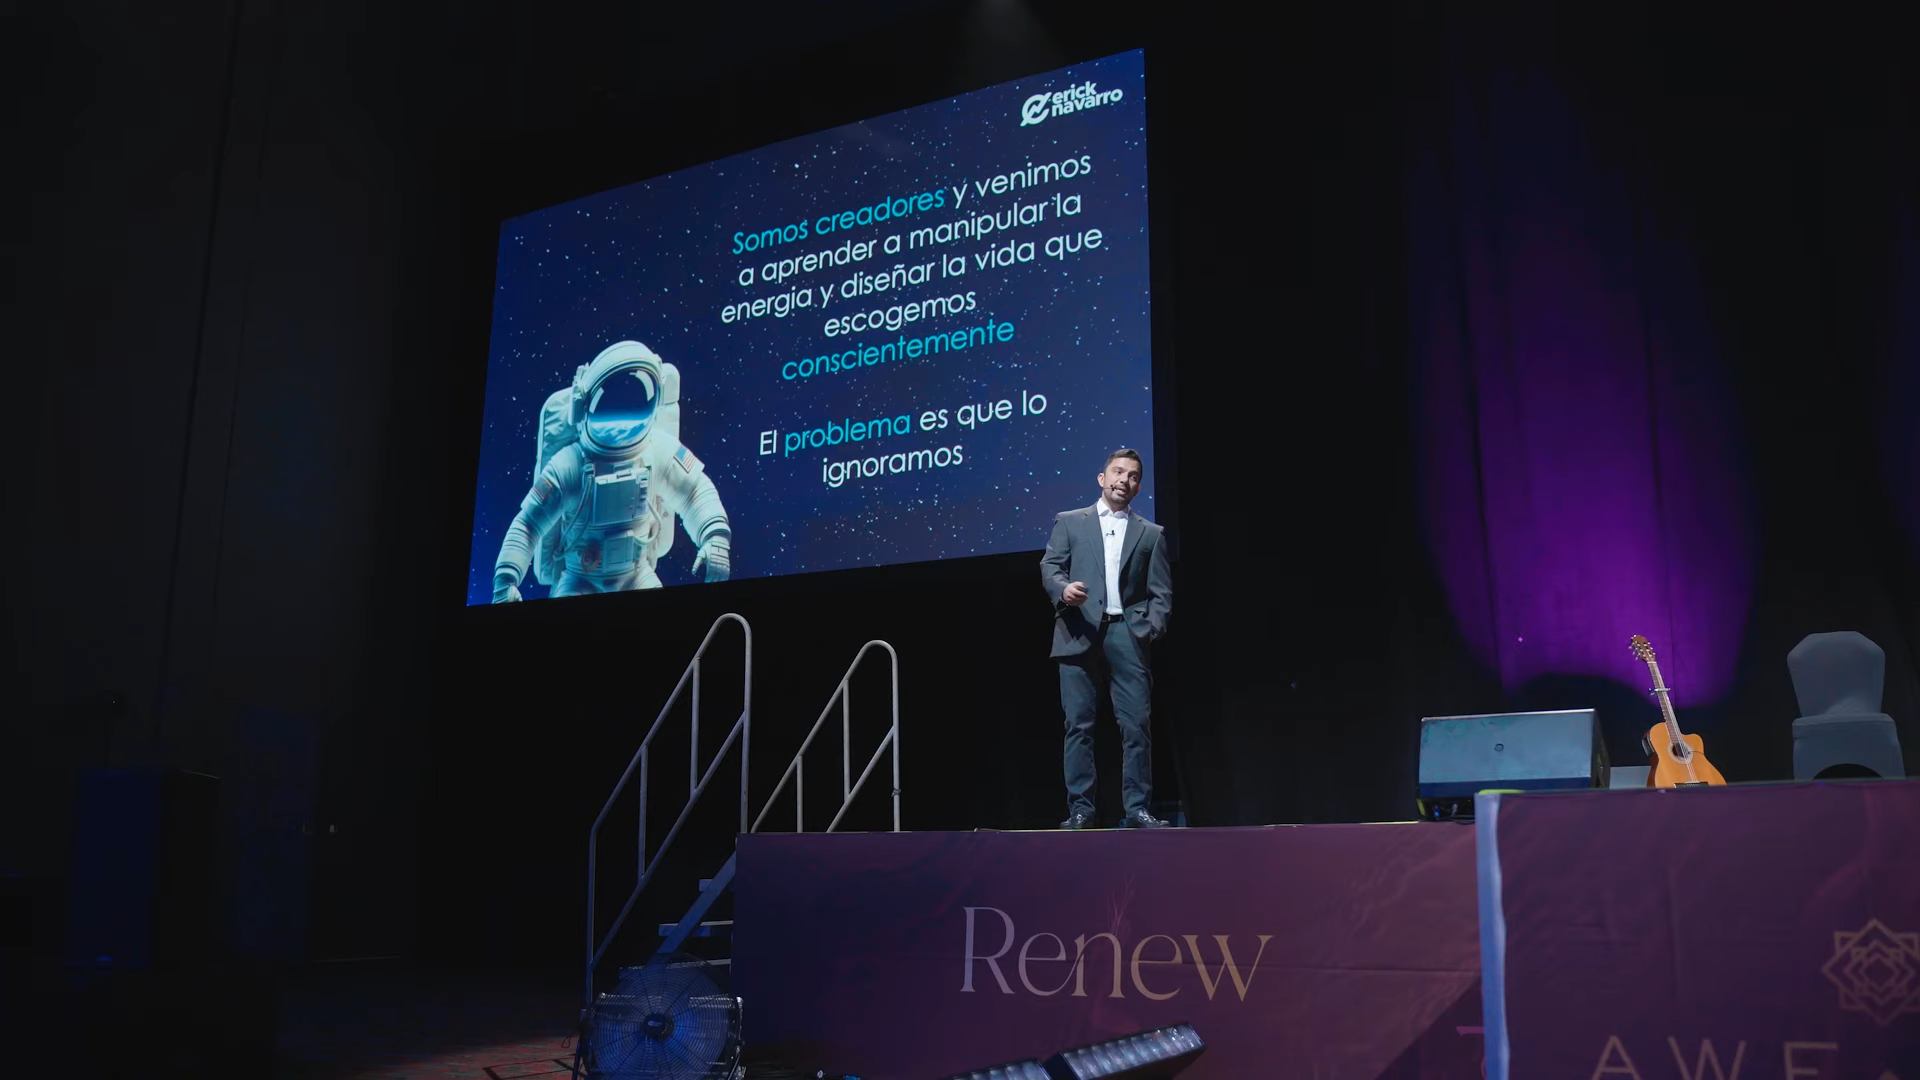 erick
navarro
Somos creadores y venimos
a aprender a manipular la
energia y diseñar la vida que
escogemos
conscientemente
El problema es que lo
ignoramos
Renew
AWE